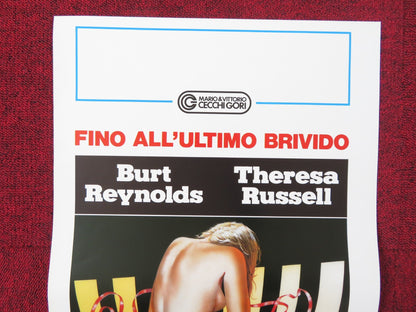 MARIO & VITTORIO
CECCHI GORI
FINO ALL'ULTIMO BRIVIDO
Burt Reynolds
Theresa Russell